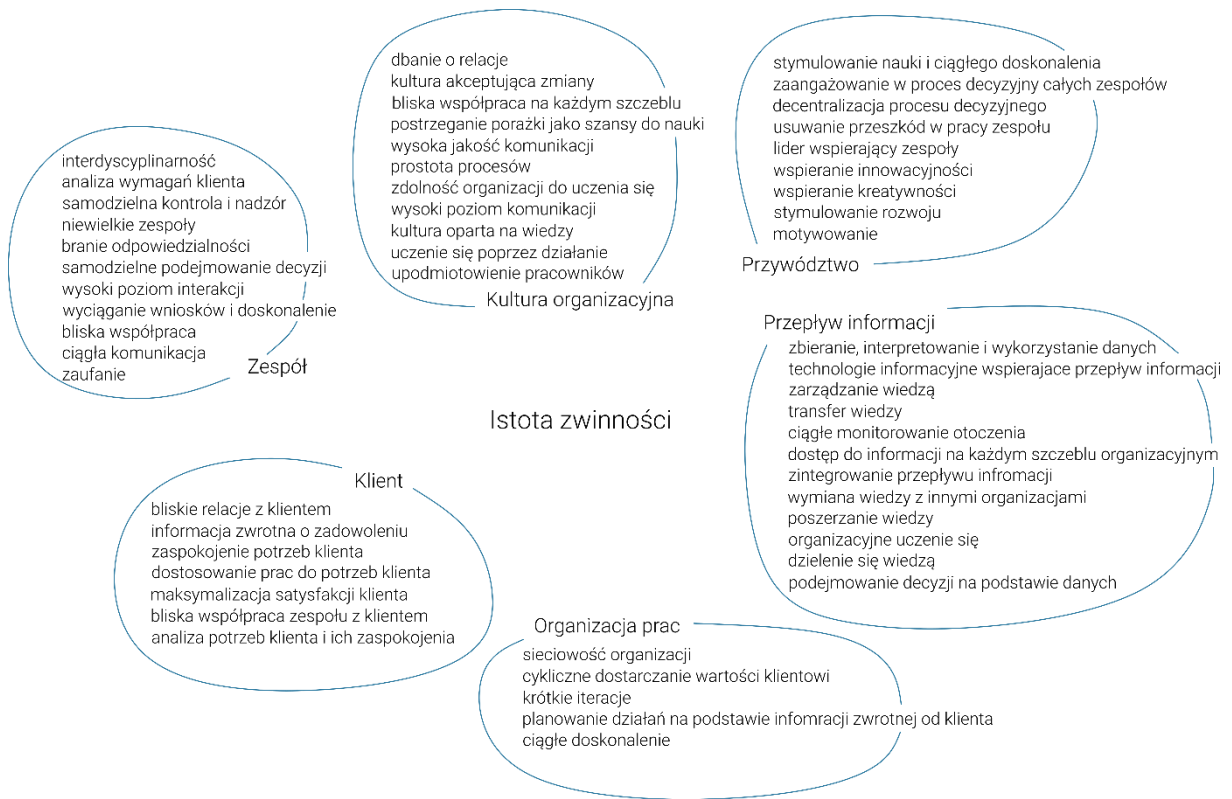 dbanie o relacje
kultura akceptująca zmiany
bliska współpraca na każdym szczeblu
postrzeganie porażki jako szansy do nauki
wysoka jakość komunikacji
prostota procesów
zdolność organizacji do uczenia się
wysoki poziom komunikacji
kultura oparta na wiedzy
uczenie się poprzez działanie
upodmiotowienie pracowników
Kultura organizacyjna
stymulowanie nauki i ciągłego doskonalenia
zaangażowanie w proces decyzyjny całych zespołów
decentralizacja procesu decyzyjnego
usuwanie przeszkód w pracy zespołu
lider wspierający zespoły
wspieranie innowacyjności
wspieranie kreatywności
stymulowanie rozwoju
motywowanie
Przywództwo
interdyscyplinarność
analiza wymagań klienta
samodzielna kontrola i nadzór
niewielkie zespoły
branie odpowiedzialności
samodzielne podejmowanie decyzji
wysoki poziom interakcji
wyciąganie wniosków i doskonalenie
bliska współpraca
ciągła komunikacja
zaufanie
Zespół
Przepływ informacji
zbieranie, interpretowanie i wykorzystanie danych
technologie informacyjne wspierajace przepływ informacji
zarządzanie wiedzą
transfer wiedzy
ciągłe monitorowanie otoczenia
dostęp do informacji na każdym szczeblu organizacyjnym
zintegrowanie przepływu infromacji
wymiana wiedzy z innymi organizacjami
poszerzanie wiedzy
organizacyjne uczenie się
dzielenie się wiedzą
podejmowanie decyzji na podstawie danych
Istota zwinności
Klient
bliskie relacje z klientem
informacja zwrotna o zadowoleniu
zaspokojenie potrzeb klienta
dostosowanie prac do potrzeb klienta
maksymalizacja satysfakcji klienta
bliska współpraca zespołu z klientem
analiza potrzeb klienta i ich zaspokojenia
Organizacja prac
sieciowość organizacji
cykliczne dostarczanie wartości klientowi
krótkie iteracje
planowanie działań na podstawie infomracji zwrotnej od klienta
ciągłe doskonalenie